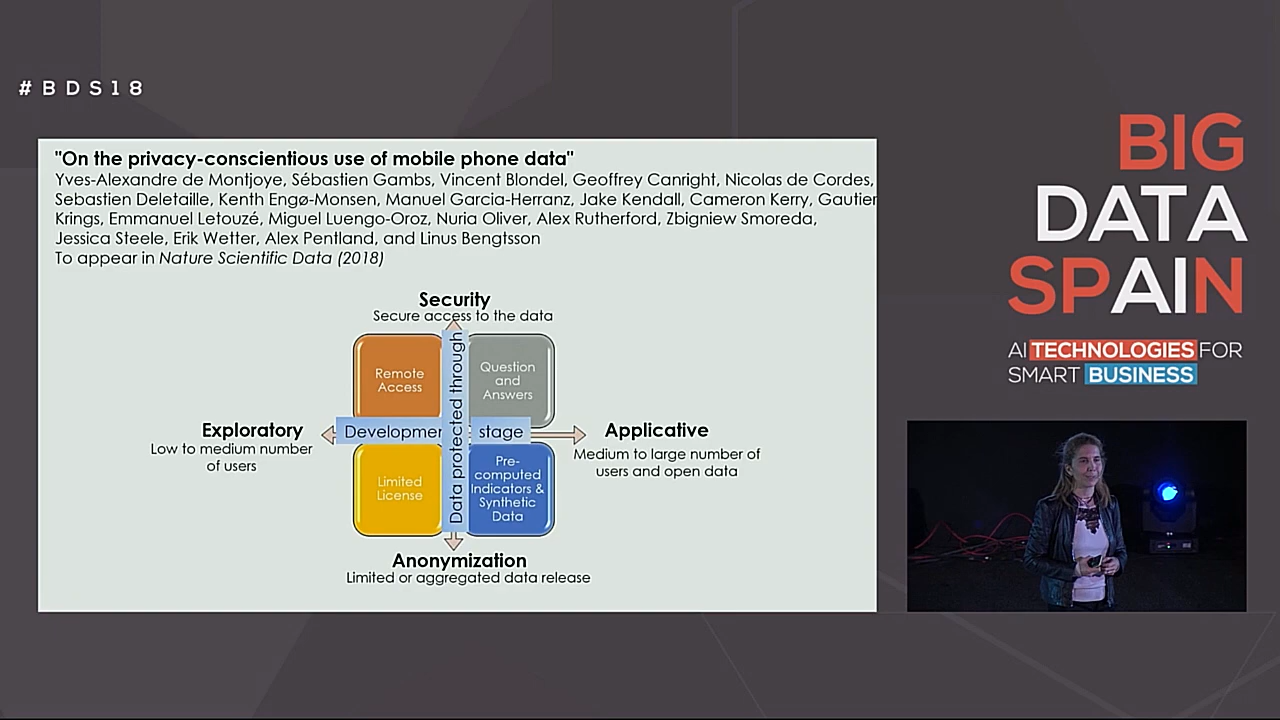 #BDS18
"On the privacy-conscientious use of mobile phone data"
Yves-Alexandre de Montjoye, Sébastien Gambs, Vincent Blondel, Geoffrey Canright, Nicolas de Cordes,
Sebastien Deletaille, Kenth Engø-Monsen, Manuel Garcia-Herranz, Jake Kendall, Cameron Kerry, Gautier
Krings, Emmanuel Letouzé, Miguel Luengo-Oroz, Nuria Oliver, Alex Rutherford, Zbigniew Smoreda,
Jessica Steele, Erik Wetter, Alex Pentland, and Linus Bengtsson
To appear in Nature Scientific Data (2018)
Security
Secure access to the data
Remote
Access
Question
and
Answers
Data protected through
Exploratory
Low to medium number
of users
Developmen stage
Applicative
Medium to large number of
users and open data
Limited
License
Pre-
computed
Indicators &
Synthetic
Data
Anonymization
Limited or aggregated data release
BIG
DATA
SPAIN
AI TECHNOLOGIES FOR
SMART BUSINESS